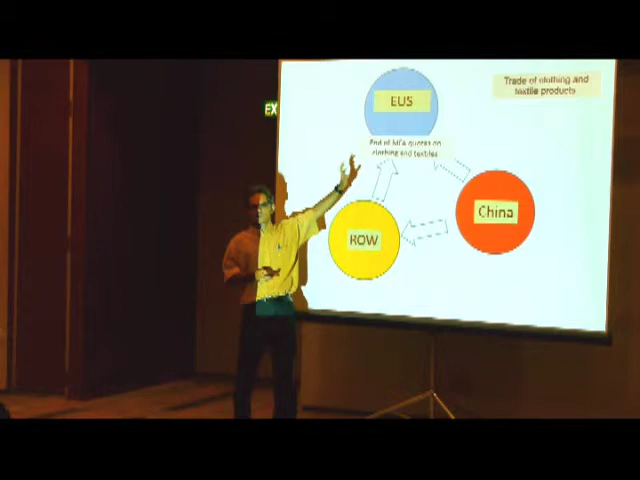 Trade of clothing and
textile products
EUS
End of MFA quotas on
clothing and textiles
China
ROW
EX